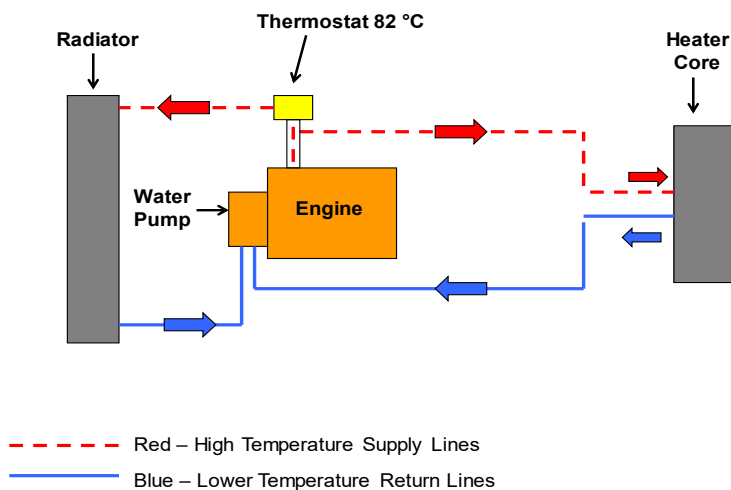 Thermostat 82 °C
Radiator
Heater
Core
Water
Pump
Engine
Red – High Temperature Supply Lines
Blue – Lower Temperature Return Lines